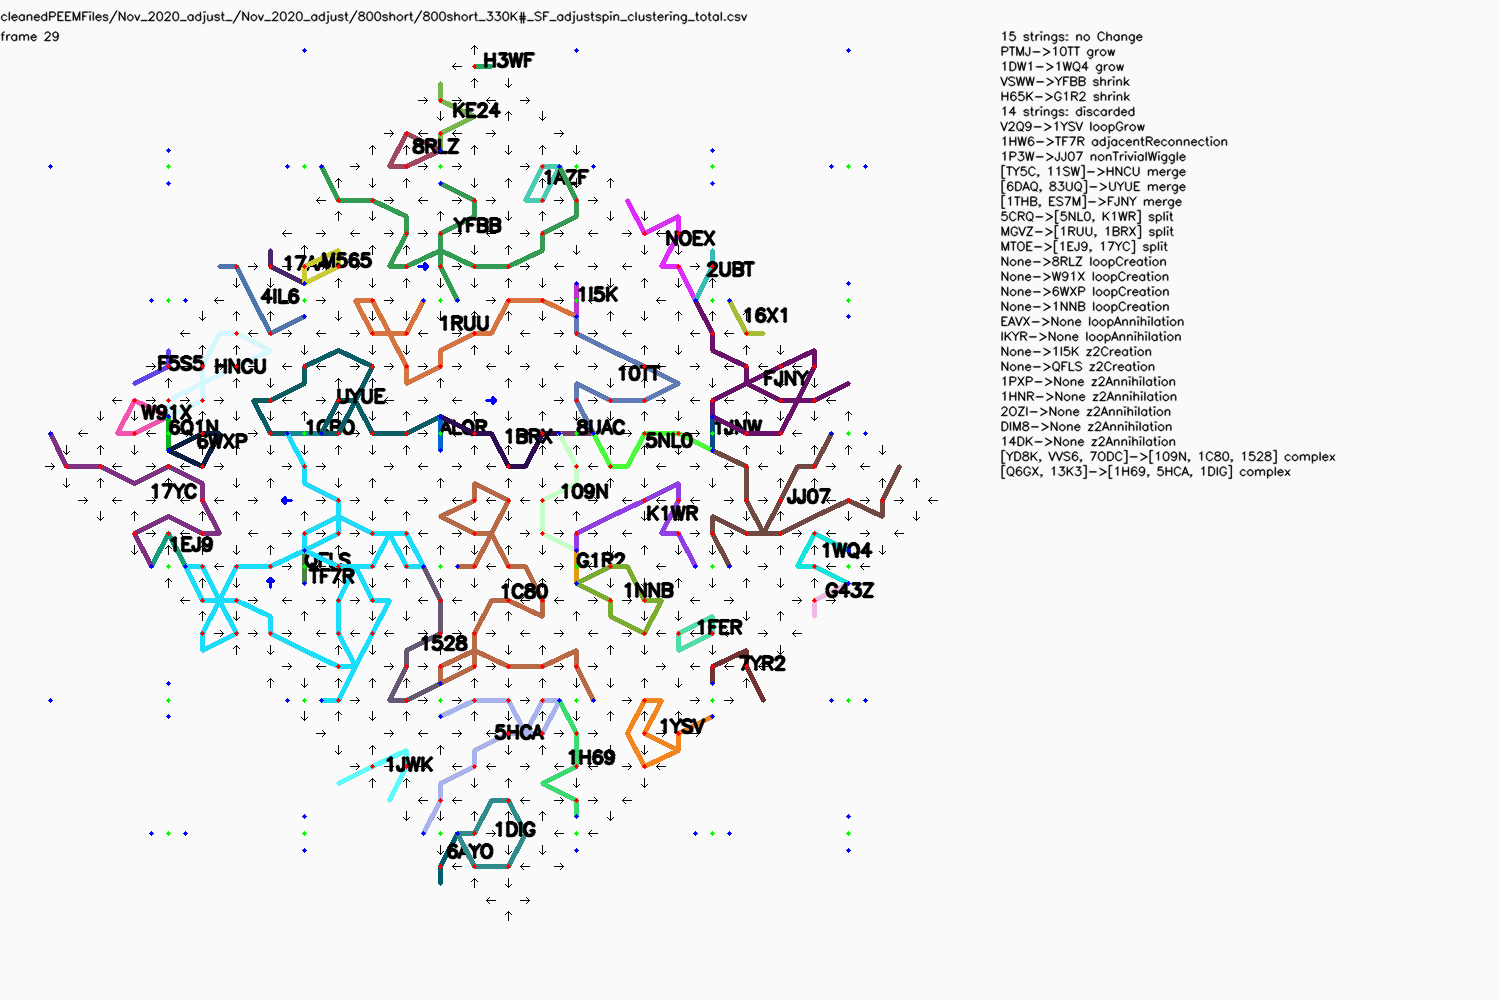 cleanedPEEMFiles/Nov_2020_adjust_/Nov_2020_adjust/800short/800short_330K#_SF_adjustspin_clustering_total.csv
frame 29
15 strings: no Change
PTMJ->1OTT grow
1DW1->1WQ4 grow
VSWW->YFBB shrink
H65K->G1R2 shrink
14 strings: discarded
V2Q9->1YSV loopGrow
1HW6->TF7R adjacentReconnection
1P3W->JJ07 nonTrivialWiggle
[TY5C, 11SW]->HNCU merge
[6DAQ, 83UQ]->UYUE merge
[1THB, ES7M]->FJNY merge
5CRQ->[5NL0, K1WR] split
MGVZ->[1RUU, 1BRX] split
MTOE->[1EJ9, 17YC] split
None->8RLZ loopCreation
None->W91X loopCreation
None->6WXP loopCreation
None->1NNB loopCreation
EAVX->None loopAnnihilation
IKYR->None loopAnnihilation
None->1I5K z2Creation
None->QFLS z2Creation
1PXP->None z2Annihilation
1HNR->None z2Annihilation
2OZI->None z2Annihilation
DIM8->None z2Annihilation
14DK->None z2Annihilation
[YD8K, VVS6, 7ODC]->[109N, 1C80, 1528] complex
[Q6GX, 13K3]->[1H69, 5HCA, 1DIG] complex
H3WF
KE24
8RLZ
1AZF
YFBB
NOEX
M565
2UBT
4IL6
1I5K
16X1
1RUU
F5S5
HNCU
1OTT
FJNY
UYUE
W91X
6Q1N
6WXP
ALOR
1BRX
8UAC
5NL0
1JNW
17YC
109N
JJ07
K1WR
1EJ9
1WQ4
QFLS
G1R2
TF7R
1C80
1NNB
G43Z
1FER
1528
7YR2
1YSV
5HCA
1H69
1JWK
1DIG
6AYO